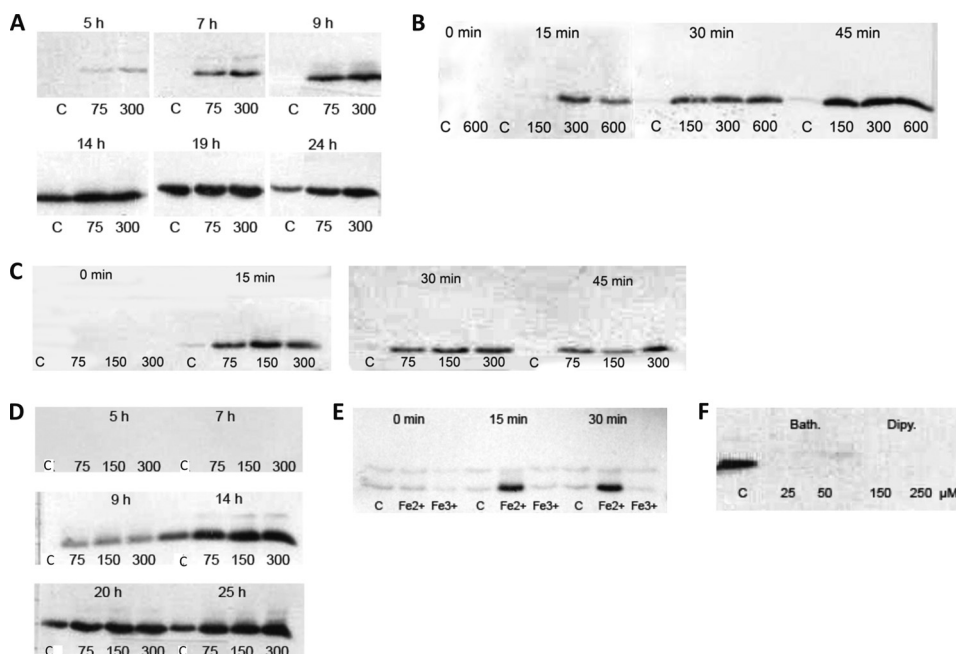 A
5 h 7 h 9 h
C 75 300 C 75 300 C 75 300
14 h 19 h 24 h
C 75 300 C 75 300 C 75 300
B
0 min 15 min 30 min 45 min
C 600 C 150 300 600 C 150 300 600 C 150 300 600
C
0 min 15 min 30 min 45 min
C 75 150 300 C 75 150 300 C 75 150 300 C 75 150 300
D
5 h 7 h
C 75 150 300 C 75 150 300
9 h 14 h
C 75 150 300 C 75 150 300
20 h 25 h
C 75 150 300 C 75 150 300
E
0 min 15 min 30 min
C Fe2+ Fe3+ C Fe2+ Fe3+ C Fe2+ Fe3+
F
Bath. Dipy.
C 25 50 150 250 µM